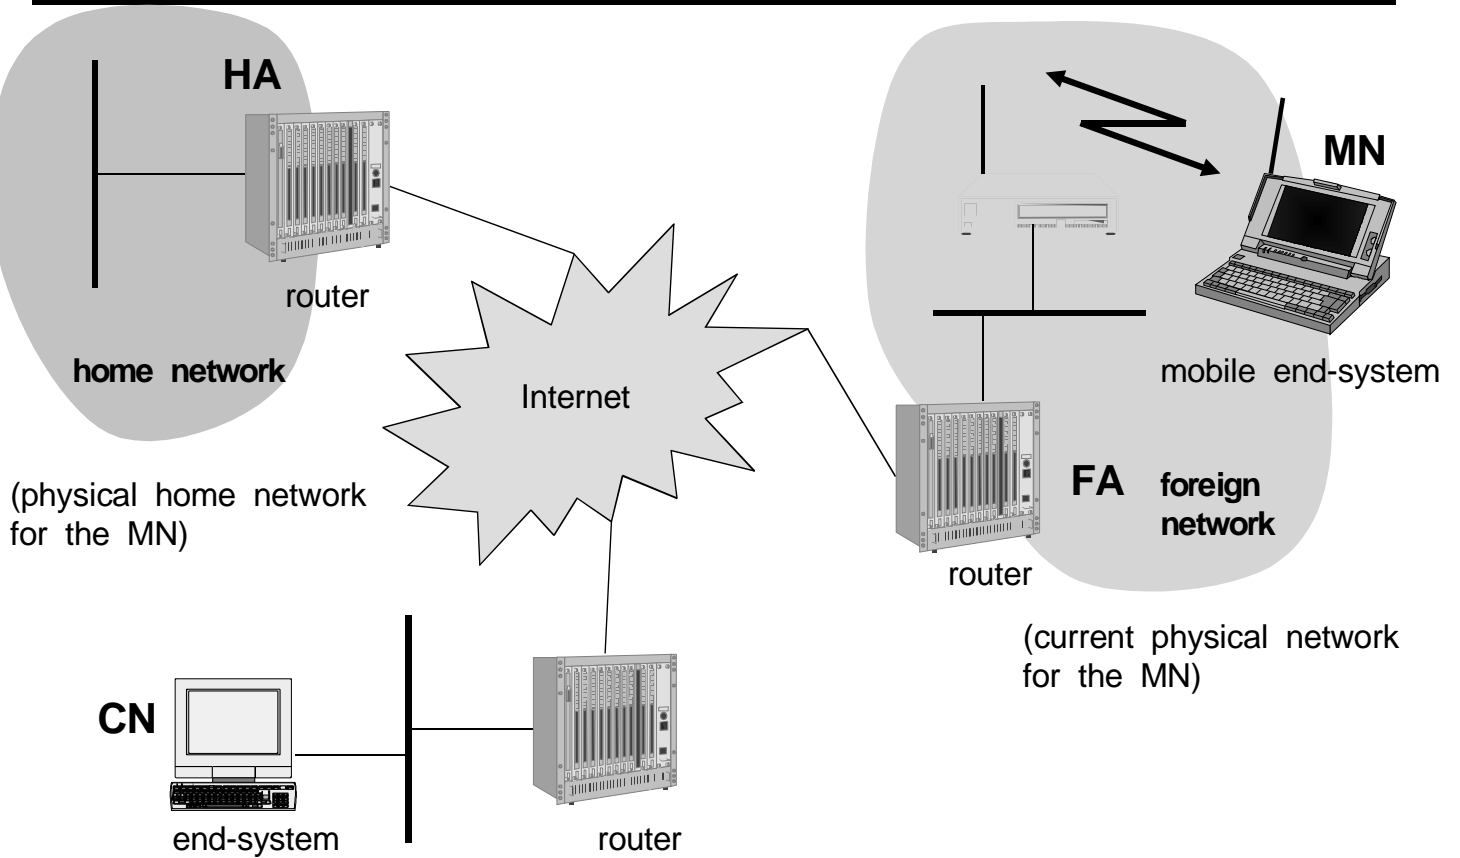 HA
router
home network
(physical home network
for the MN)
Internet
MN
mobile end-system
FA
foreign
network
router
(current physical network
for the MN)
CN
end-system
router